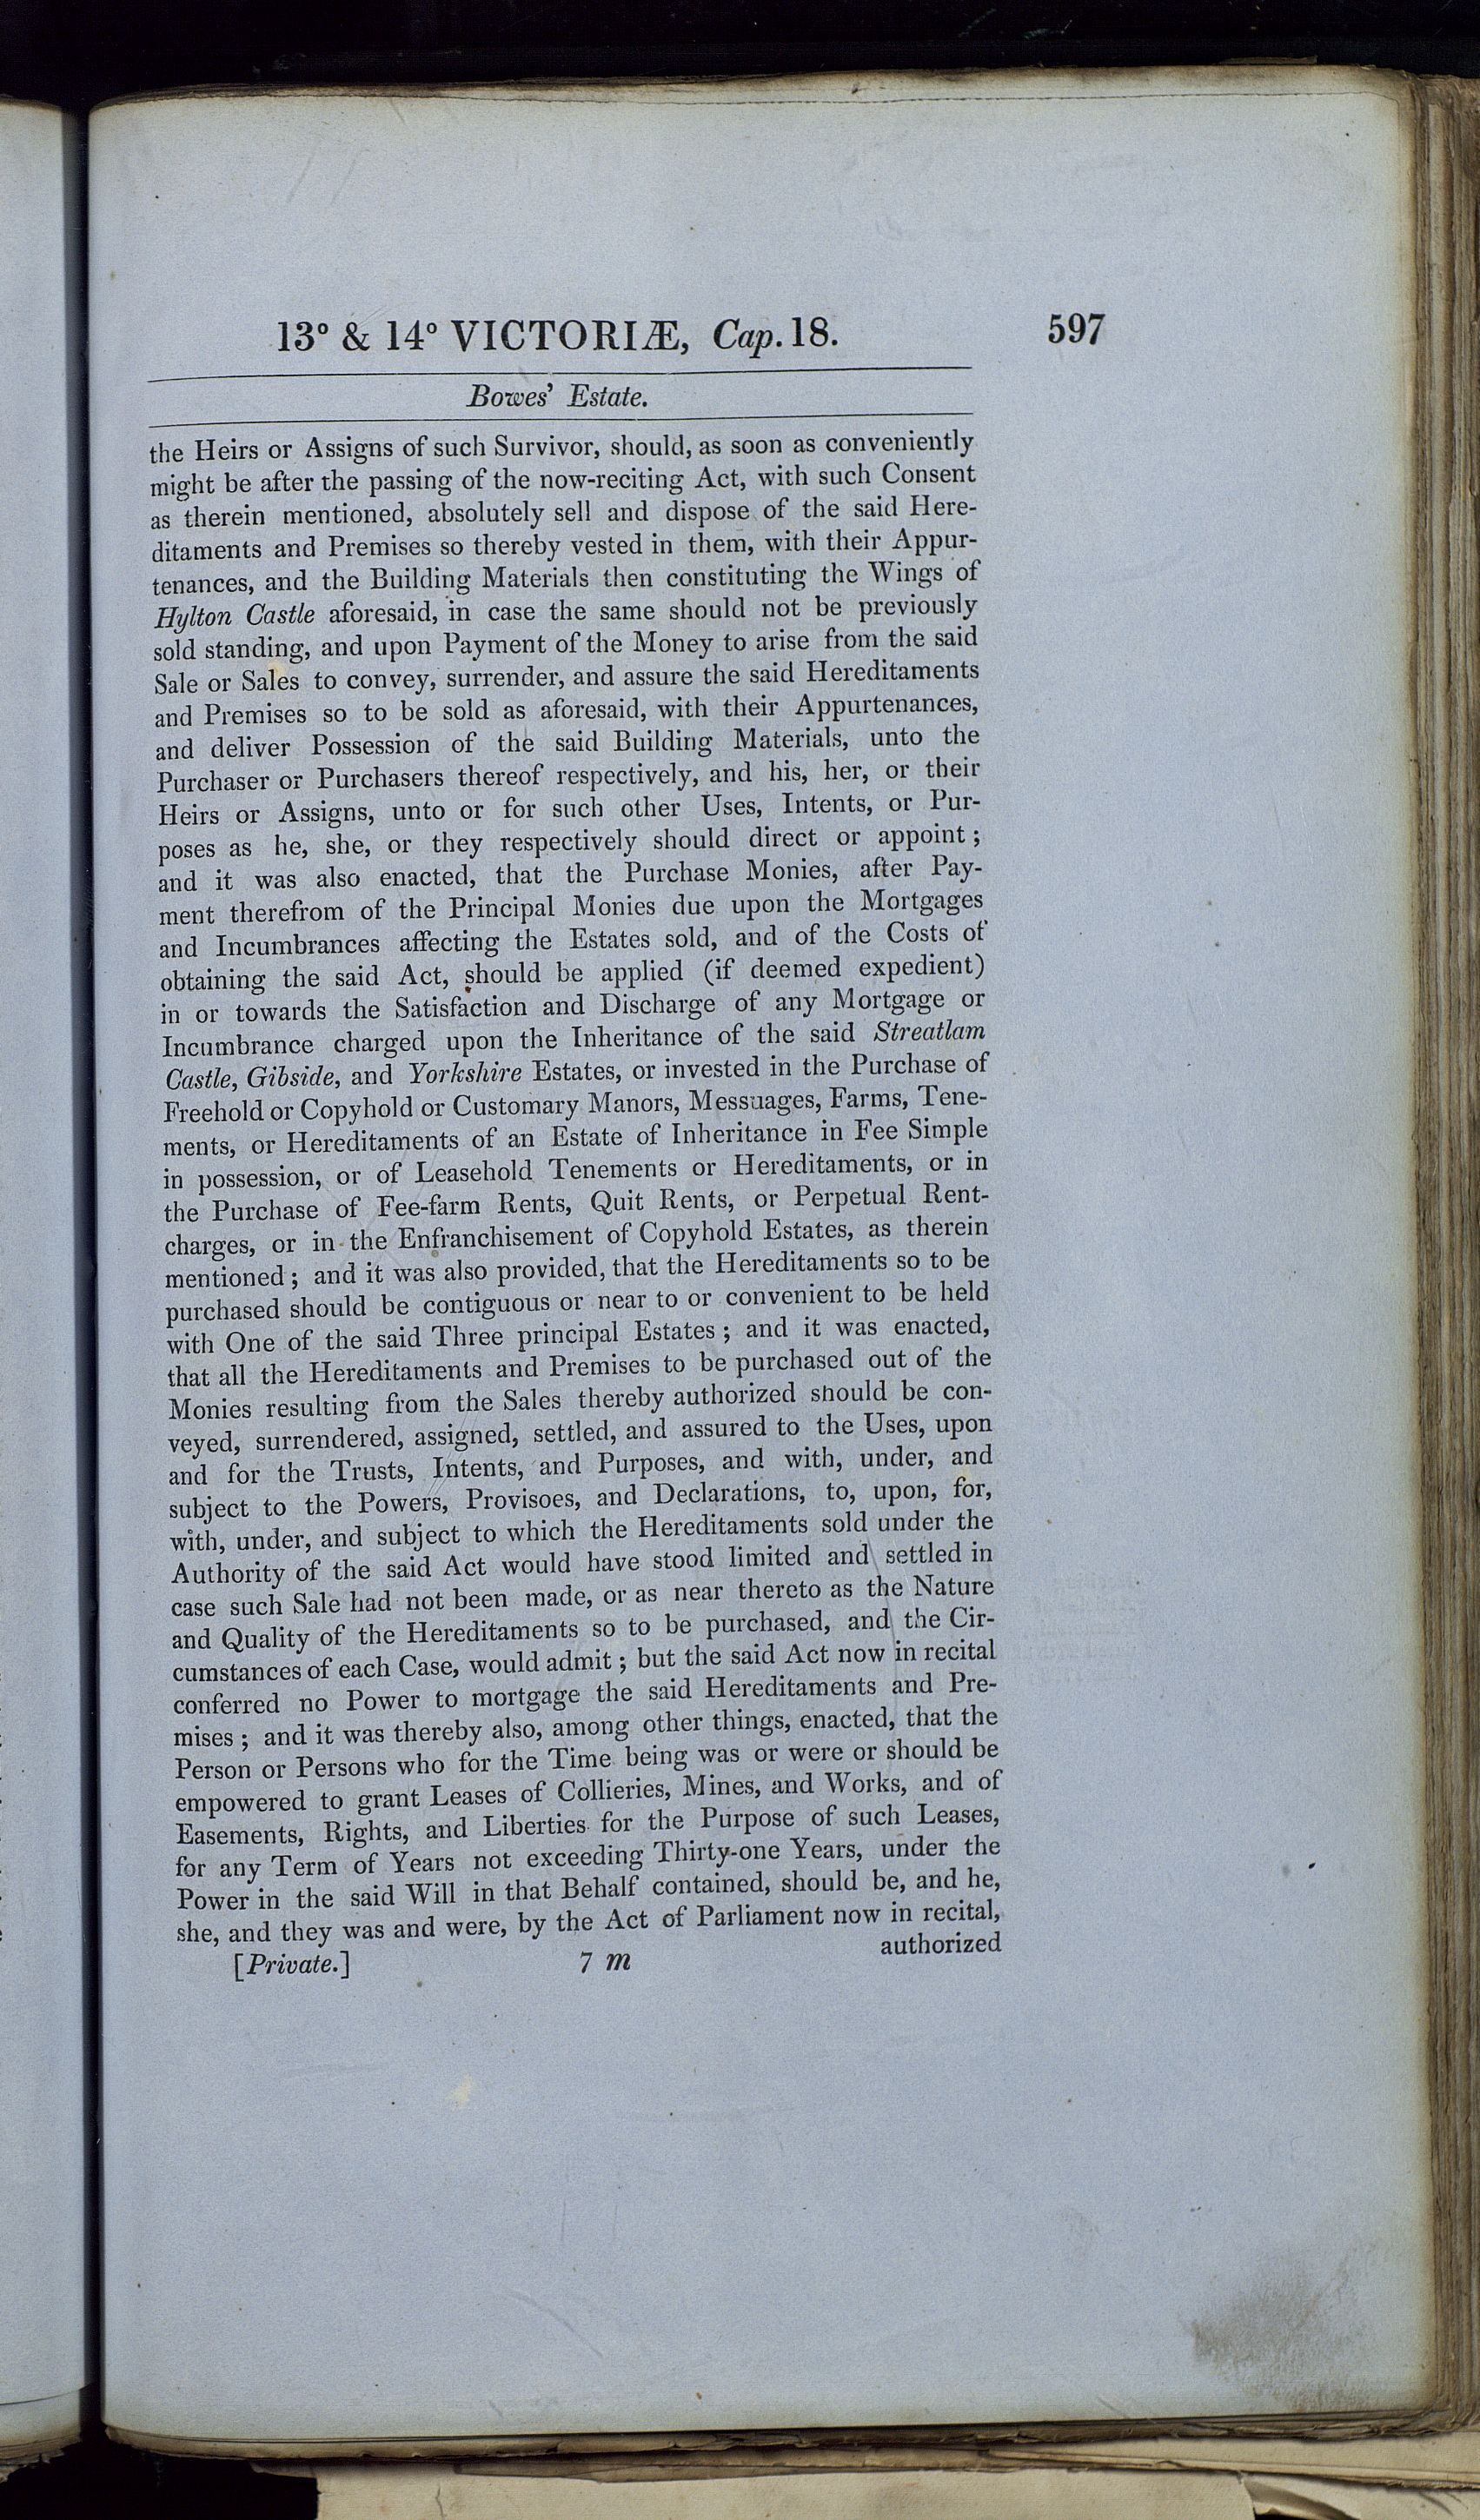 13° & 14° VICTORIÆ, Cap. 18. 597
Bowes' Estate.
the Heirs or Assigns of such Survivor, should, as soon as conveniently
might be after the passing of the now-reciting Act, with such Consent
as therein mentioned, absolutely sell and dispose of the said Here-
ditaments and Premises so thereby vested in them, with their Appur-
tenances, and the Building Materials then constituting the Wings of
Hylton Castle aforesaid, in case the same should not be previously
sold standing, and upon Payment of the Money to arise from the said
Sale or Sales to convey, surrender, and assure the said Hereditaments
and Premises so to be sold as aforesaid, with their Appurtenances,
and deliver Possession of the said Building Materials, unto the
Purchaser or Purchasers thereof respectively, and his, her, or their
Heirs or Assigns, unto or for such other Uses, Intents, or Pur-
poses as he, she, or they respectively should direct or appoint;
and it was also enacted, that the Purchase Monies, after Pay-
ment therefrom of the Principal Monies due upon the Mortgages
and Incumbrances affecting the Estates sold, and of the Costs of
obtaining the said Act, should be applied (if deemed expedient)
in or towards the Satisfaction and Discharge of any Mortgage or
Incumbrance charged upon the Inheritance of the said Streatlam
Castle, Gibside, and Yorkshire Estates, or invested in the Purchase of
Freehold or Copyhold or Customary Manors, Messuages, Farms, Tene-
ments, or Hereditaments of an Estate of Inheritance in Fee Simple
in possession, or of Leasehold Tenements or Hereditaments, or in
the Purchase of Fee-farm Rents, Quit Rents, or Perpetual Rent-
charges, or in the Enfranchisement of Copyhold Estates, as therein
mentioned; and it was also provided, that the Hereditaments so to be
purchased should be contiguous or near to or convenient to be held
with One of the said Three principal Estates; and it was enacted,
that all the Hereditaments and Premises to be purchased out of the
Monies resulting from the Sales thereby authorized should be con-
veyed, surrendered, assigned, settled, and assured to the Uses, upon
and for the Trusts, Intents, and Purposes, and with, under, and
subject to the Powers, Provisoes, and Declarations, to, upon, for,
with, under, and subject to which the Hereditaments sold under the
Authority of the said Act would have stood limited and settled in
case such Sale had not been made, or as near thereto as the Nature
and Quality of the Hereditaments so to be purchased, and the Cir-
cumstances of each Case, would admit; but the said Act now in recital
conferred no Power to mortgage the said Hereditaments and Pre-
mises; and it was thereby also, among other things, enacted, that the
Person or Persons who for the Time being was or were or should be
empowered to grant Leases of Collieries, Mines, and Works, and of
Easements, Rights, and Liberties for the Purpose of such Leases,
for any Term of Years not exceeding Thirty-one Years, under the
Power in the said Will in that Behalf contained, should be, and he,
she, and they was and were, by the Act of Parliament now in recital,
[Private.] 7 m authorized